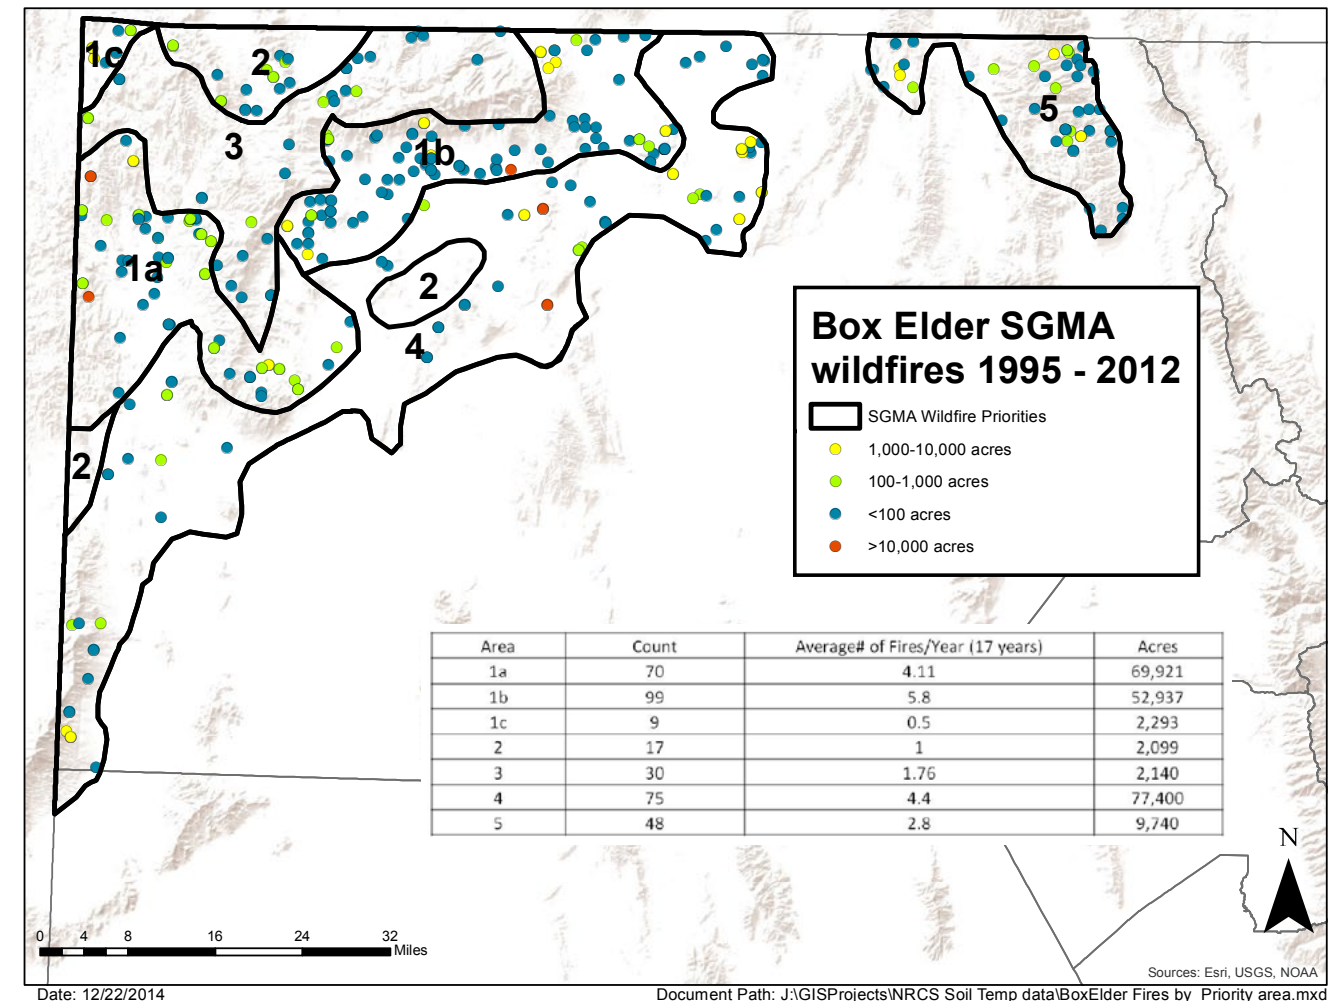 1c
2
3
1b
5
1a
2
4
2
Box Elder SGMA
wildfires 1995 - 2012
SGMA Wildfire Priorities
1,000-10,000 acres
100-1,000 acres
<100 acres
>10,000 acres
Area Count Average# of Fires/Year (17 years) Acres
1a 70 4.11 69,921
1b 99 5.8 52,937
1c 9 0.5 2,293
2 17 1 2,099
3 30 1.76 2,140
4 75 4.4 77,400
5 48 2.8 9,740
N
0 4 8 16 24 32
Miles
Sources: Esri, USGS, NOAA
Date: 12/22/2014 Document Path: J:\GISProjects\NRCS Soil Temp data\BoxElder Fires by_Priority area.mxd